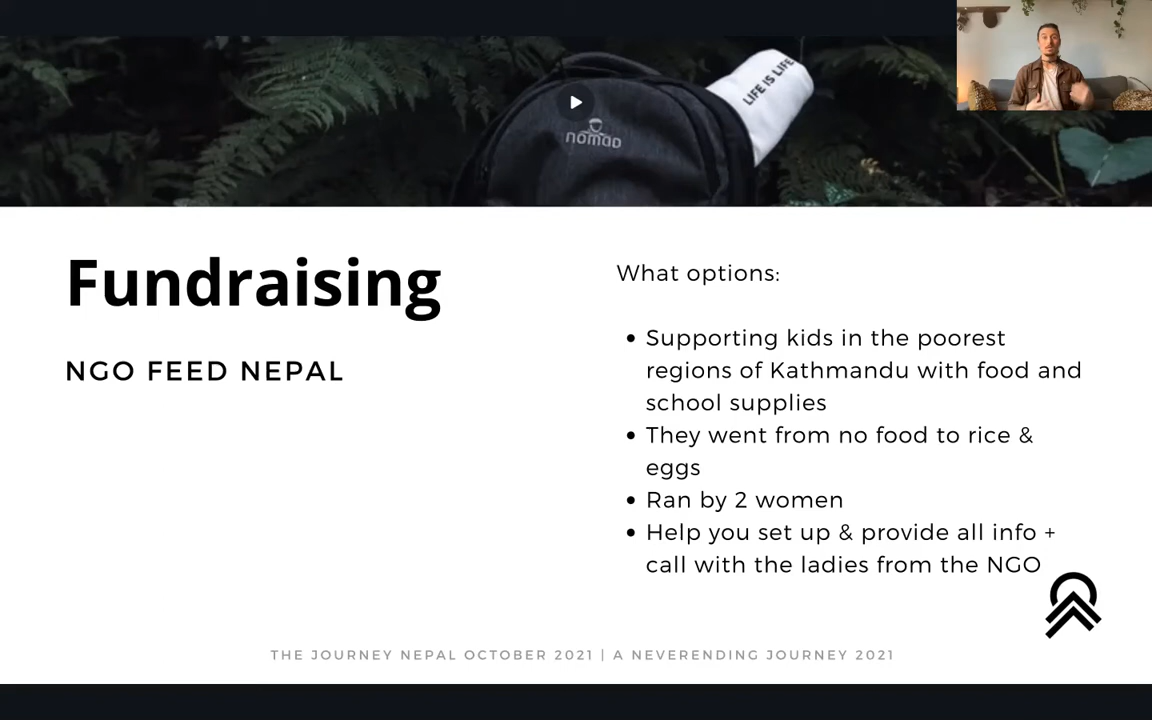 LIFE IS LIFE
nomad
Fundraising
NGO FEED NEPAL
What options:
Supporting kids in the poorest
regions of Kathmandu with food and
school supplies
They went from no food to rice &
eggs
Ran by 2 women
Help you set up & provide all info +
call with the ladies from the NGO
THE JOURNEY NEPAL OCTOBER 2021 | A NEVERENDING JOURNEY 2021